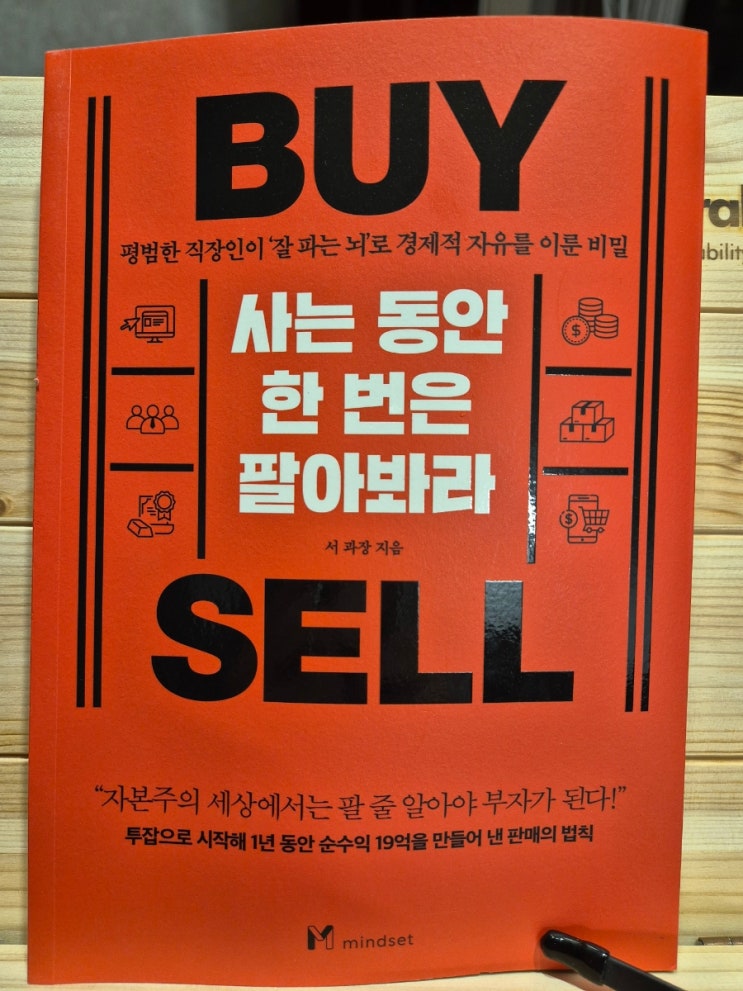 BUY
평범한 직장인이 '잘 파는 뇌'로 경제적 자유를 이룬 비밀
사는 동안
한 번은
팔아봐라
서 과장 지음
SELL
“자본주의 세상에서는 팔 줄 알아야 부자가 된다!”
투잡으로 시작해 1년 동안 순수익 19억을 만들어 낸 판매의 법칙
mindset